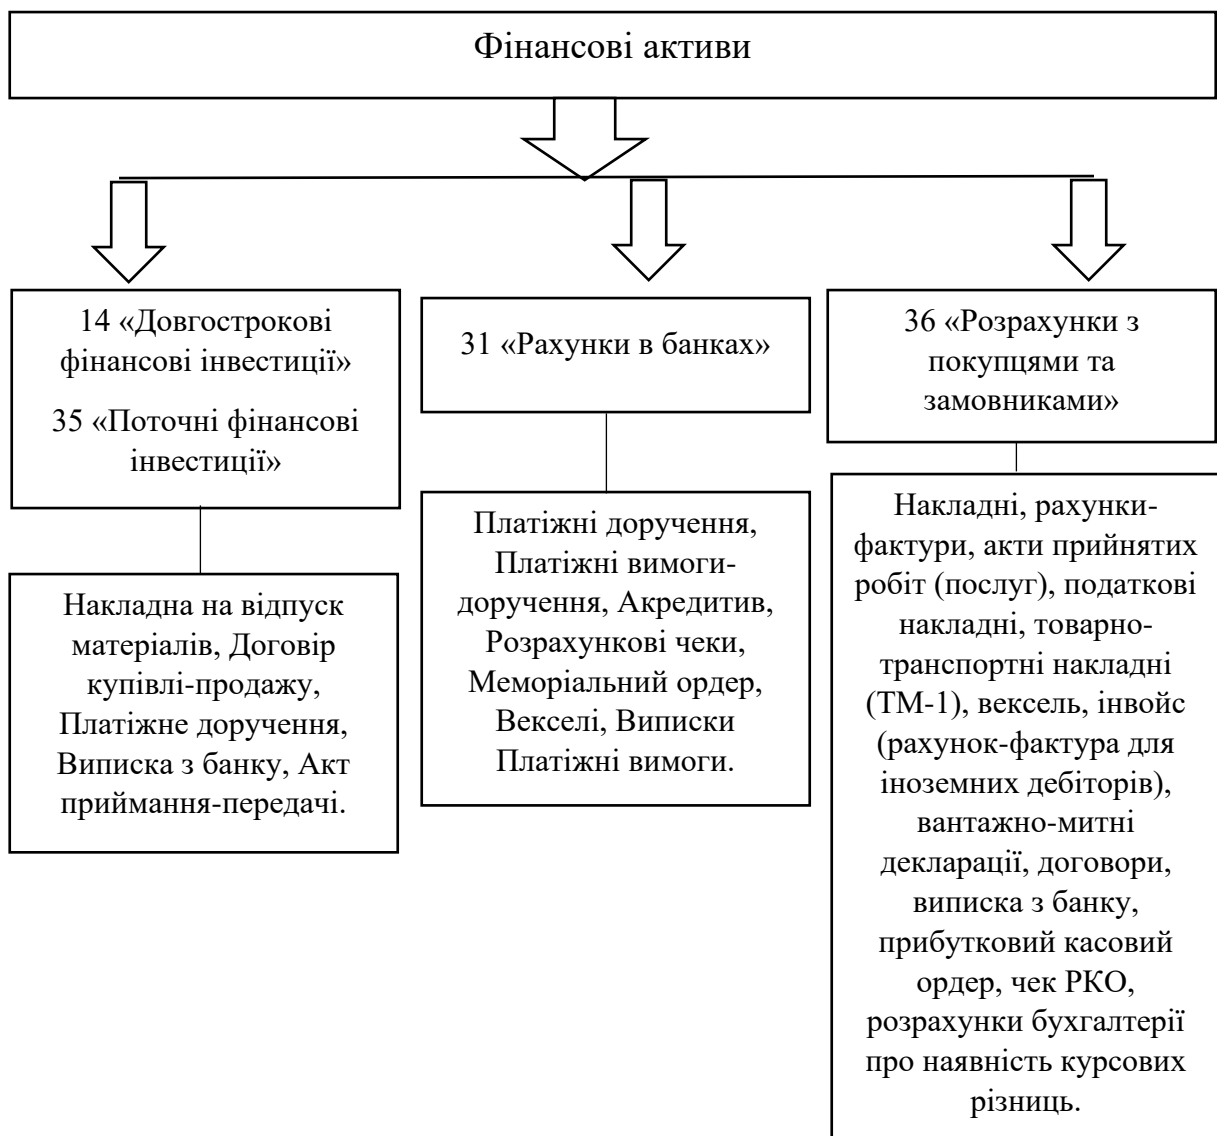 Фінансові активи
14 «Довгострокові
фінансові інвестиції»
35 «Поточні фінансові
інвестиції»
31 «Рахунки в банках»
36 «Розрахунки з
покупцями та
замовниками»
Накладна на відпуск
матеріалів, Договір
купівлі-продажу,
Платіжне доручення,
Виписка з банку, Акт
приймання-передачі.
Платіжні доручення,
Платіжні вимоги-
доручення, Акредитив,
Розрахункові чеки,
Меморіальний ордер,
Векселі, Виписки
Платіжні вимоги.
Накладні, рахунки-
фактури, акти прийнятих
робіт (послуг), податкові
накладні, товарно-
транспортні накладні
(ТМ-1), вексель, інвойс
(рахунок-фактура для
іноземних дебіторів),
вантажно-митні
декларації, договори,
виписка з банку,
прибутковий касовий
ордер, чек РКО,
розрахунки бухгалтерії
про наявність курсових
різниць.